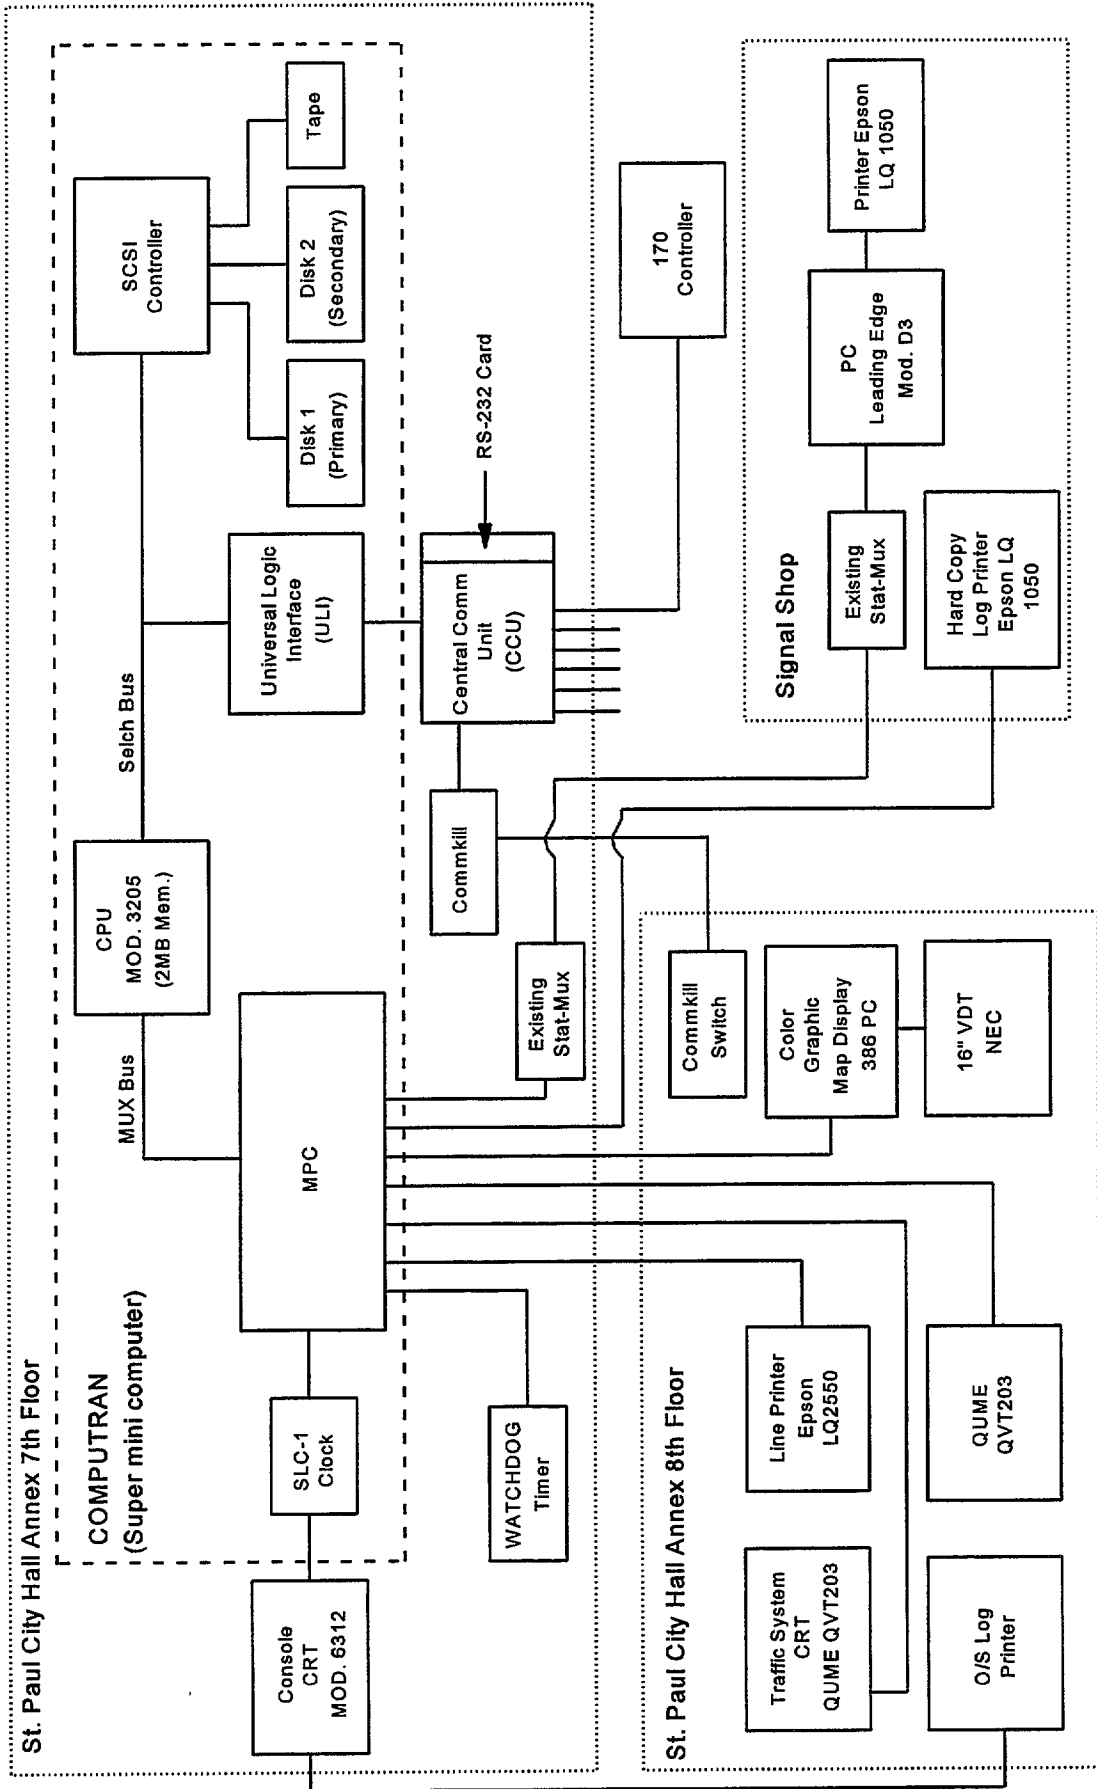 St. Paul City Hall Annex 7th Floor
COMPUTRAN
(Super mini computer)
CPU
MOD. 3205
(2MB Mem.)
MUX Bus
Selch Bus
SCSI
Controller
Disk 1
(Primary)
Disk 2
(Secondary)
Tape
Universal Logic
Interface
(ULI)
MPC
SLC-1
Clock
Console
CRT
MOD. 6312
WATCHDOG
Timer
Existing
Stat-Mux
Commkill
Central Comm
Unit
(CCU)
RS-232 Card
170
Controller
St. Paul City Hall Annex 8th Floor
Traffic System
CRT
QUME QVT203
Line Printer
Epson
LQ2550
Commkill
Switch
Color
Graphic
Map Display
386 PC
16" VDT
NEC
O/S Log
Printer
QUME
QVT203
Signal Shop
Existing
Stat-Mux
PC
Leading Edge
Mod. D3
Printer Epson
LQ 1050
Hard Copy
Log Printer
Epson LQ
1050